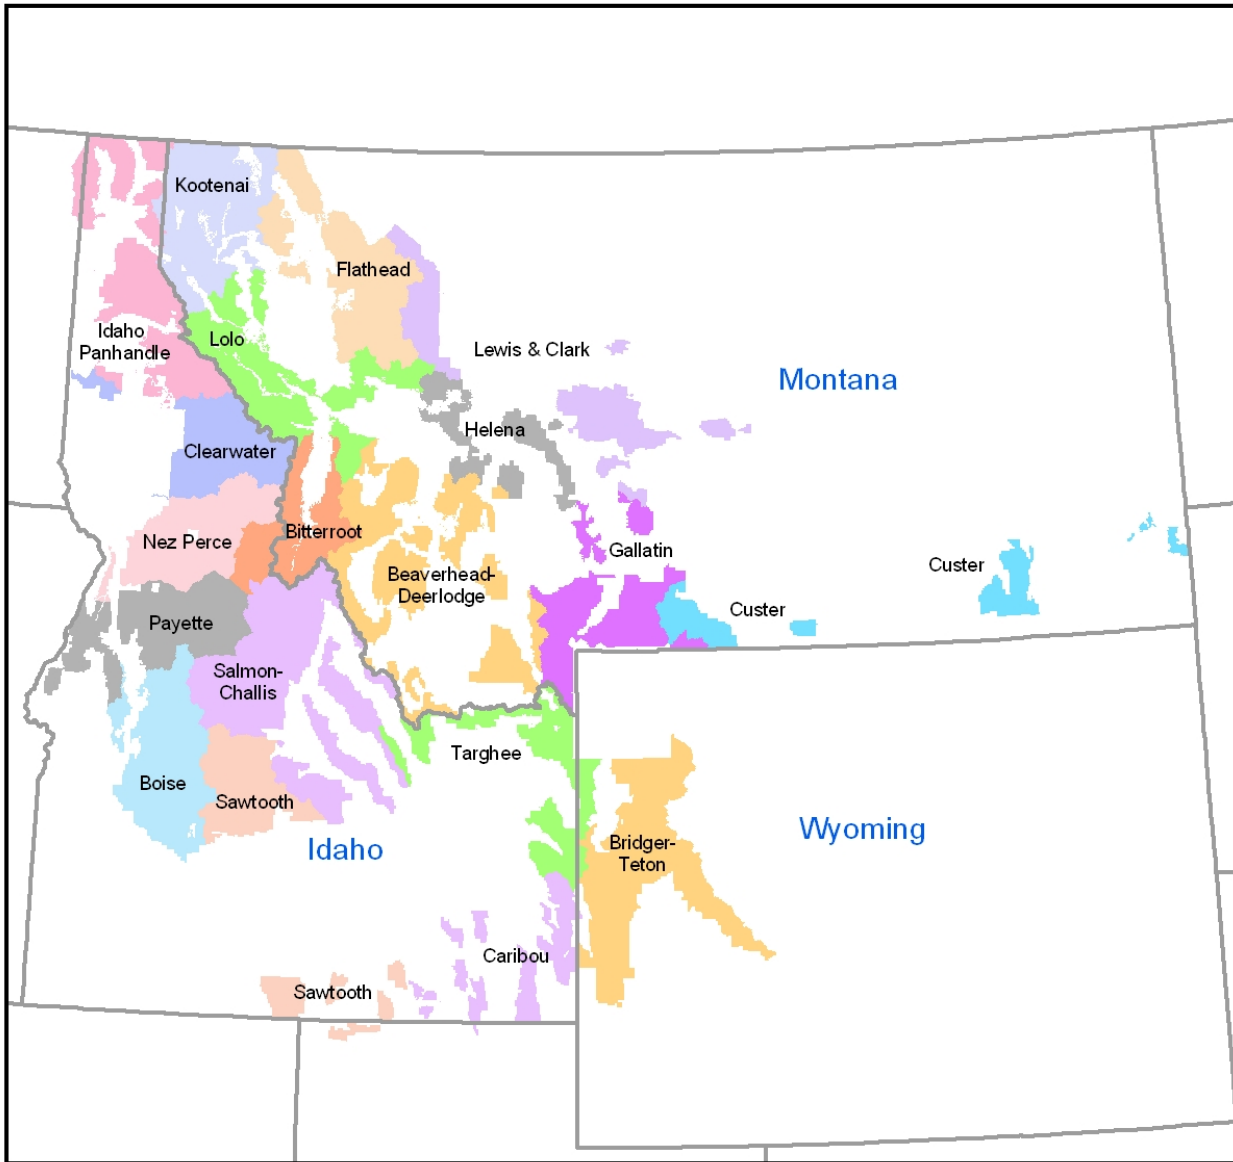 Kootenai
Flathead
Idaho
Panhandle
Lolo
Lewis & Clark
Montana
Helena
Clearwater
Nez Perce
Bitterroot
Gallatin
Custer
Beaverhead-
Deerlodge
Custer
Payette
Salmon-
Challis
Targhee
Boise
Sawtooth
Idaho
Bridger-
Teton
Wyoming
Caribou
Sawtooth